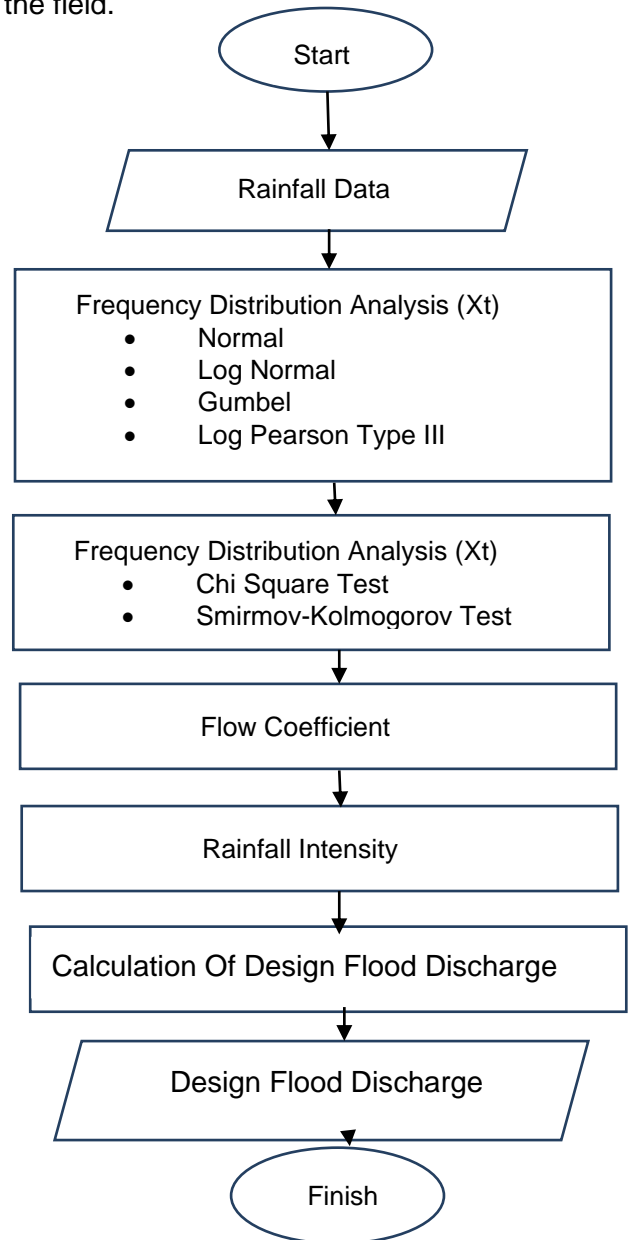 the field.
Start
Rainfall Data
Frequency Distribution Analysis (Xt)
• Normal
• Log Normal
• Gumbel
• Log Pearson Type III
Frequency Distribution Analysis (Xt)
• Chi Square Test
• Smirmov-Kolmogorov Test
Flow Coefficient
Rainfall Intensity
Calculation Of Design Flood Discharge
Design Flood Discharge
Finish